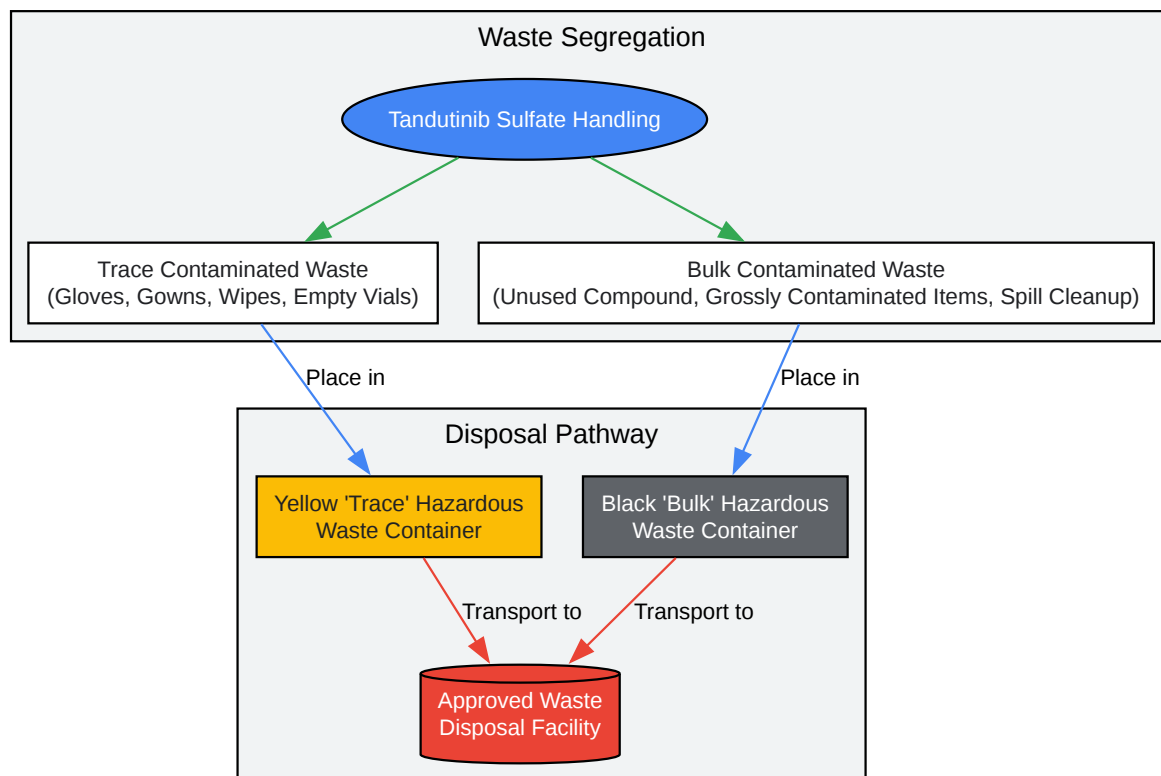 Waste Segregation
Tandutinib Sulfate Handling
Trace Contaminated Waste
(Gloves, Gowns, Wipes, Empty Vials)
Bulk Contaminated Waste
(Unused Compound, Grossly Contaminated Items, Spill Cleanup)
Place in
Place in
Disposal Pathway
Yellow 'Trace' Hazardous
Waste Container
Black 'Bulk' Hazardous
Waste Container
Transport to
Transport to
Approved Waste
Disposal Facility